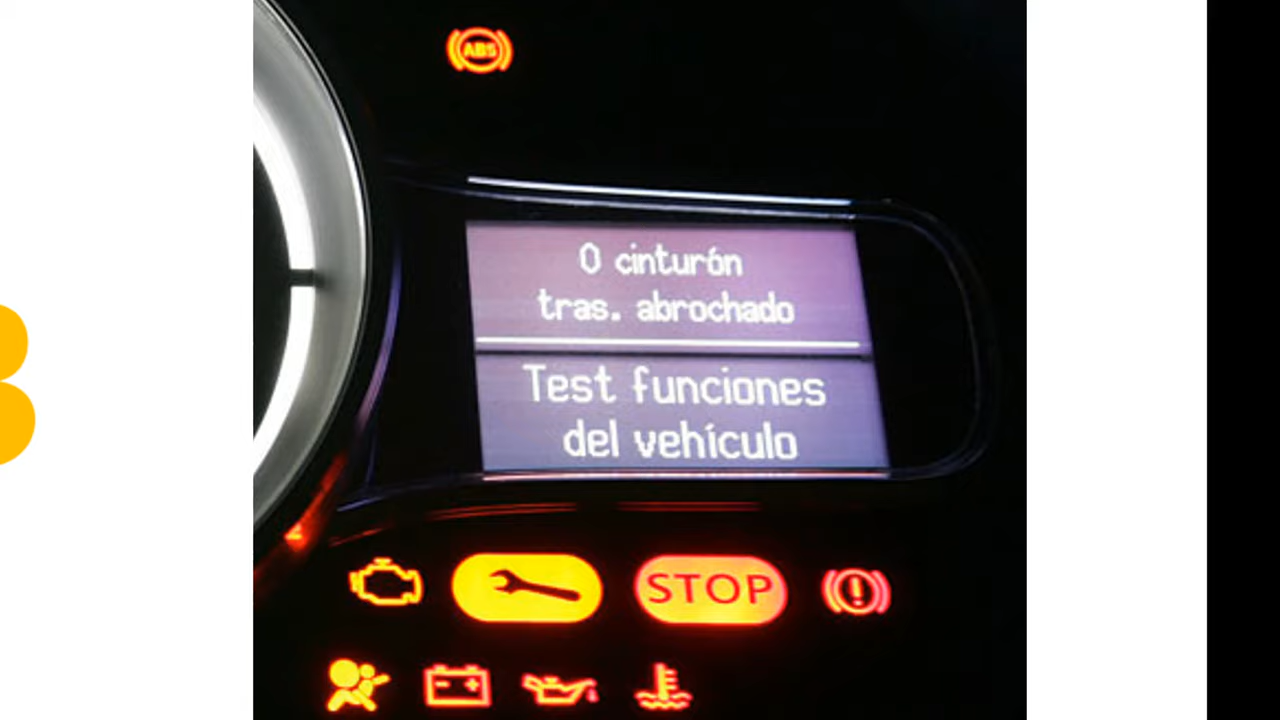 ABS
0 cinturón
tras. abrochado
Test funciones
del vehículo
STOP